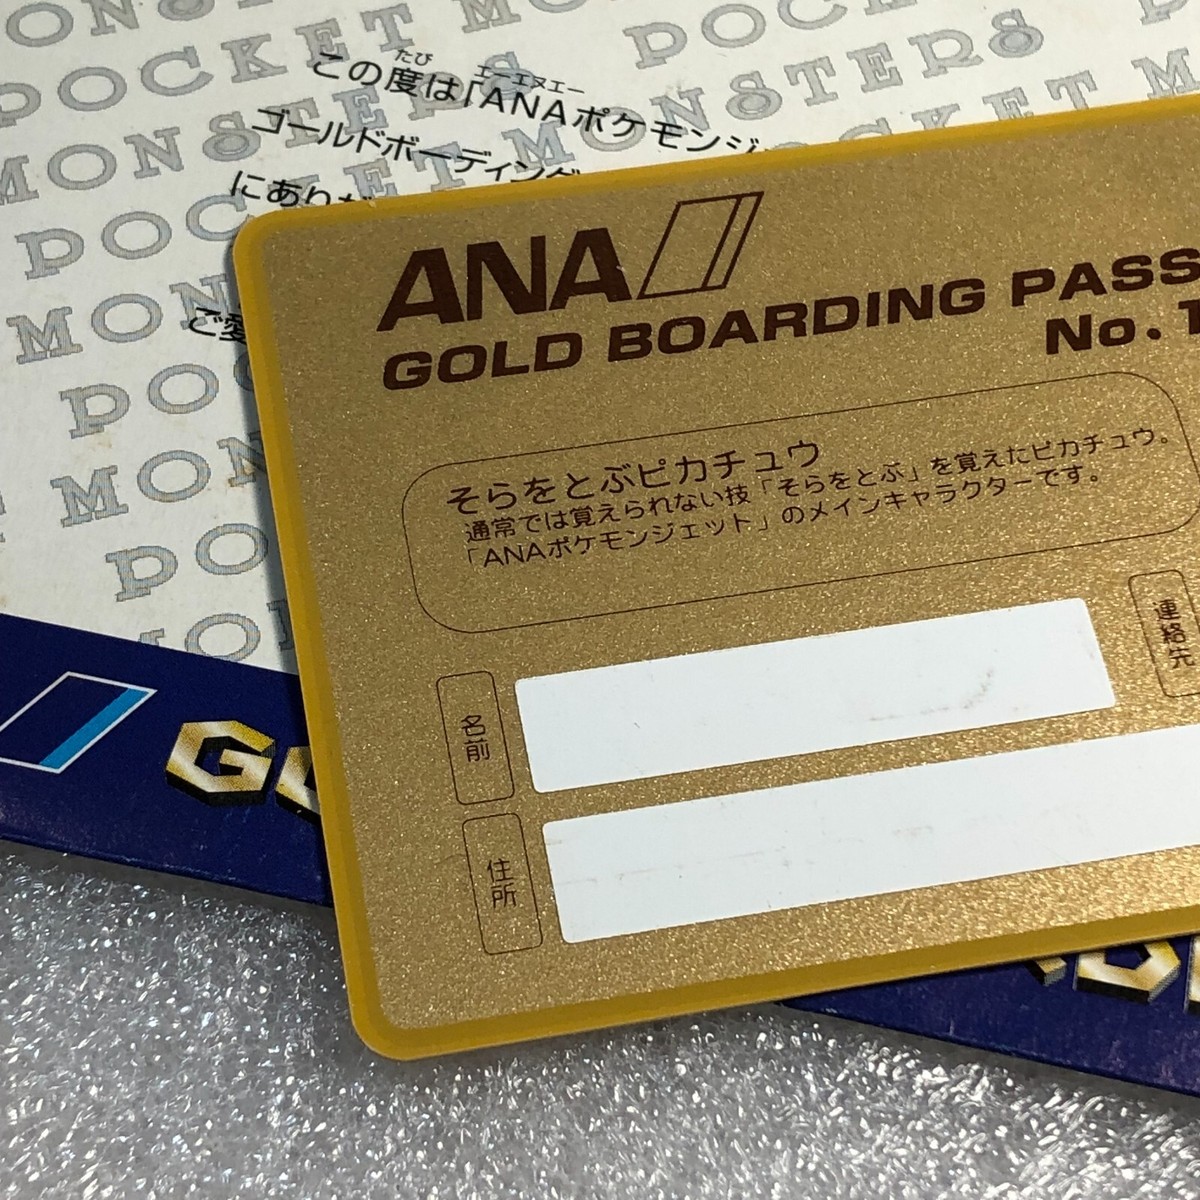 POCKET
MONSTERS
この度は「ANAポケモンジ
たび
エーエヌエー
ゴールドボーディング
にありが
ANA
GOLD BOARDING PASS
No.
そらをとぶピカチュウ
通常では覚えられない技「そらをとぶ」を覚えたピカチュウ。
「ANAポケモンジェット」のメインキャラクターです。
連絡先
名前
住所